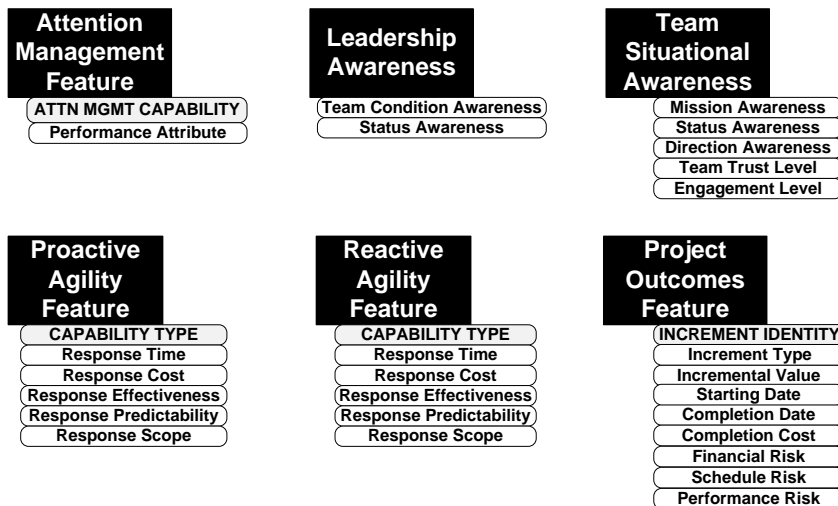 Attention
Management
Feature
ATTN MGMT CAPABILITY
Performance Attribute
Leadership
Awareness
Team Condition Awareness
Status Awareness
Team
Situational
Awareness
Mission Awareness
Status Awareness
Direction Awareness
Team Trust Level
Engagement Level
Proactive
Agility
Feature
CAPABILITY TYPE
Response Time
Response Cost
Response Effectiveness
Response Predictability
Response Scope
Reactive
Agility
Feature
CAPABILITY TYPE
Response Time
Response Cost
Response Effectiveness
Response Predictability
Response Scope
Project
Outcomes
Feature
INCREMENT IDENTITY
Increment Type
Incremental Value
Starting Date
Completion Date
Completion Cost
Financial Risk
Schedule Risk
Performance Risk